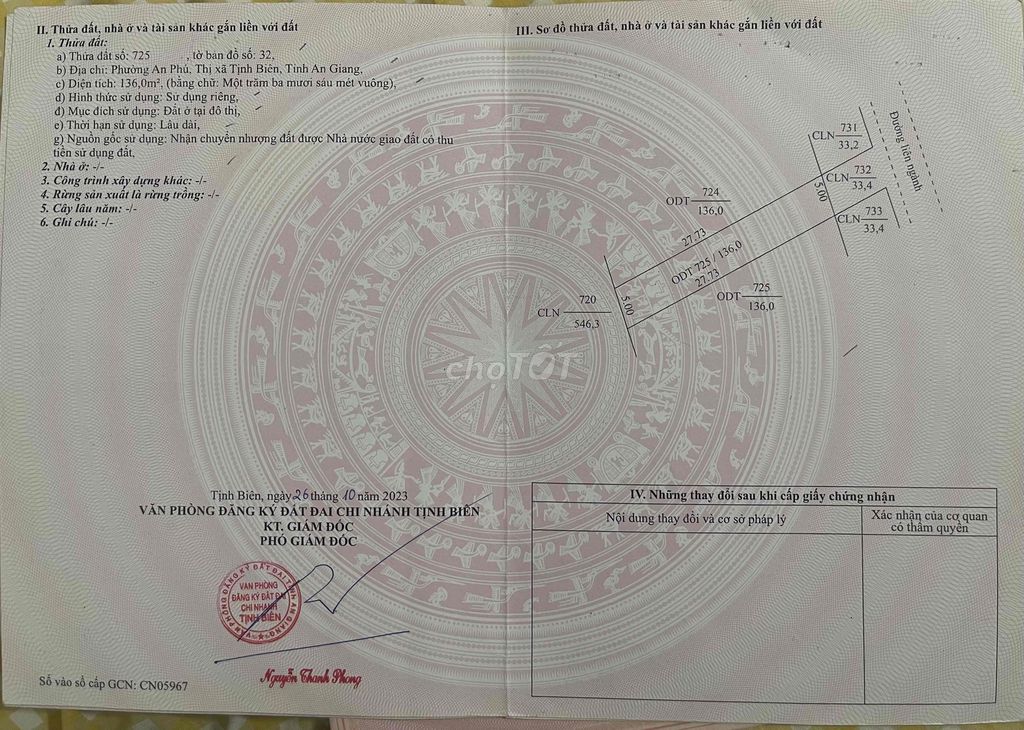 II. Thửa đất, nhà ở và tài sản khác gắn liền với đất
1. Thửa đất:
a) Thửa đất số: 725 , tờ bản đồ số: 32,
b) Địa chỉ: Phường An Phú, Thị xã Tịnh Biên, Tỉnh An Giang,
c) Diện tích: 136,0m², (bằng chữ: Một trăm ba mươi sáu mét vuông),
d) Hình thức sử dụng: Sử dụng riêng,
đ) Mục đích sử dụng: Đất ở tại đô thị,
e) Thời hạn sử dụng: Lâu dài,
g) Nguồn gốc sử dụng: Nhận chuyển nhượng đất được Nhà nước giao đất có thu
tiền sử dụng đất,
2. Nhà ở: -/-
3. Công trình xây dựng khác: -/-
4. Rừng sản xuất là rừng trồng: -/-
5. Cây lâu năm: -/-
6. Ghi chú: -/-
Tịnh Biên, ngày 26 tháng 10 năm 2023
VĂN PHÒNG ĐĂNG KÝ ĐẤT ĐAI CHI NHÁNH TỊNH BIÊN
KT. GIÁM ĐỐC
PHÓ GIÁM ĐỐC
VĂN PHÒNG ĐĂNG KÝ ĐẤT ĐAI TỈNH AN GIANG
VĂN PHÒNG
ĐĂNG KÝ ĐẤT ĐAI
CHI NHÁNH
TỊNH BIÊN
Nguyễn Thanh Phong
Số vào sổ cấp GCN: CN05967
III. Sơ đồ thửa đất, nhà ở và tài sản khác gắn liền với đất
Đường liên ngành
CLN 731
33,2
CLN 732
33,4
CLN 733
33,4
5.00
ODT 724
136,0
27.73
ODT 725 / 136,0
27.73
ODT 725
136,0
5.00
CLN 720
546,3
chợTỐT
IV. Những thay đổi sau khi cấp giấy chứng nhận
Nội dung thay đổi và cơ sở pháp lý
Xác nhận của cơ quan
có thẩm quyền